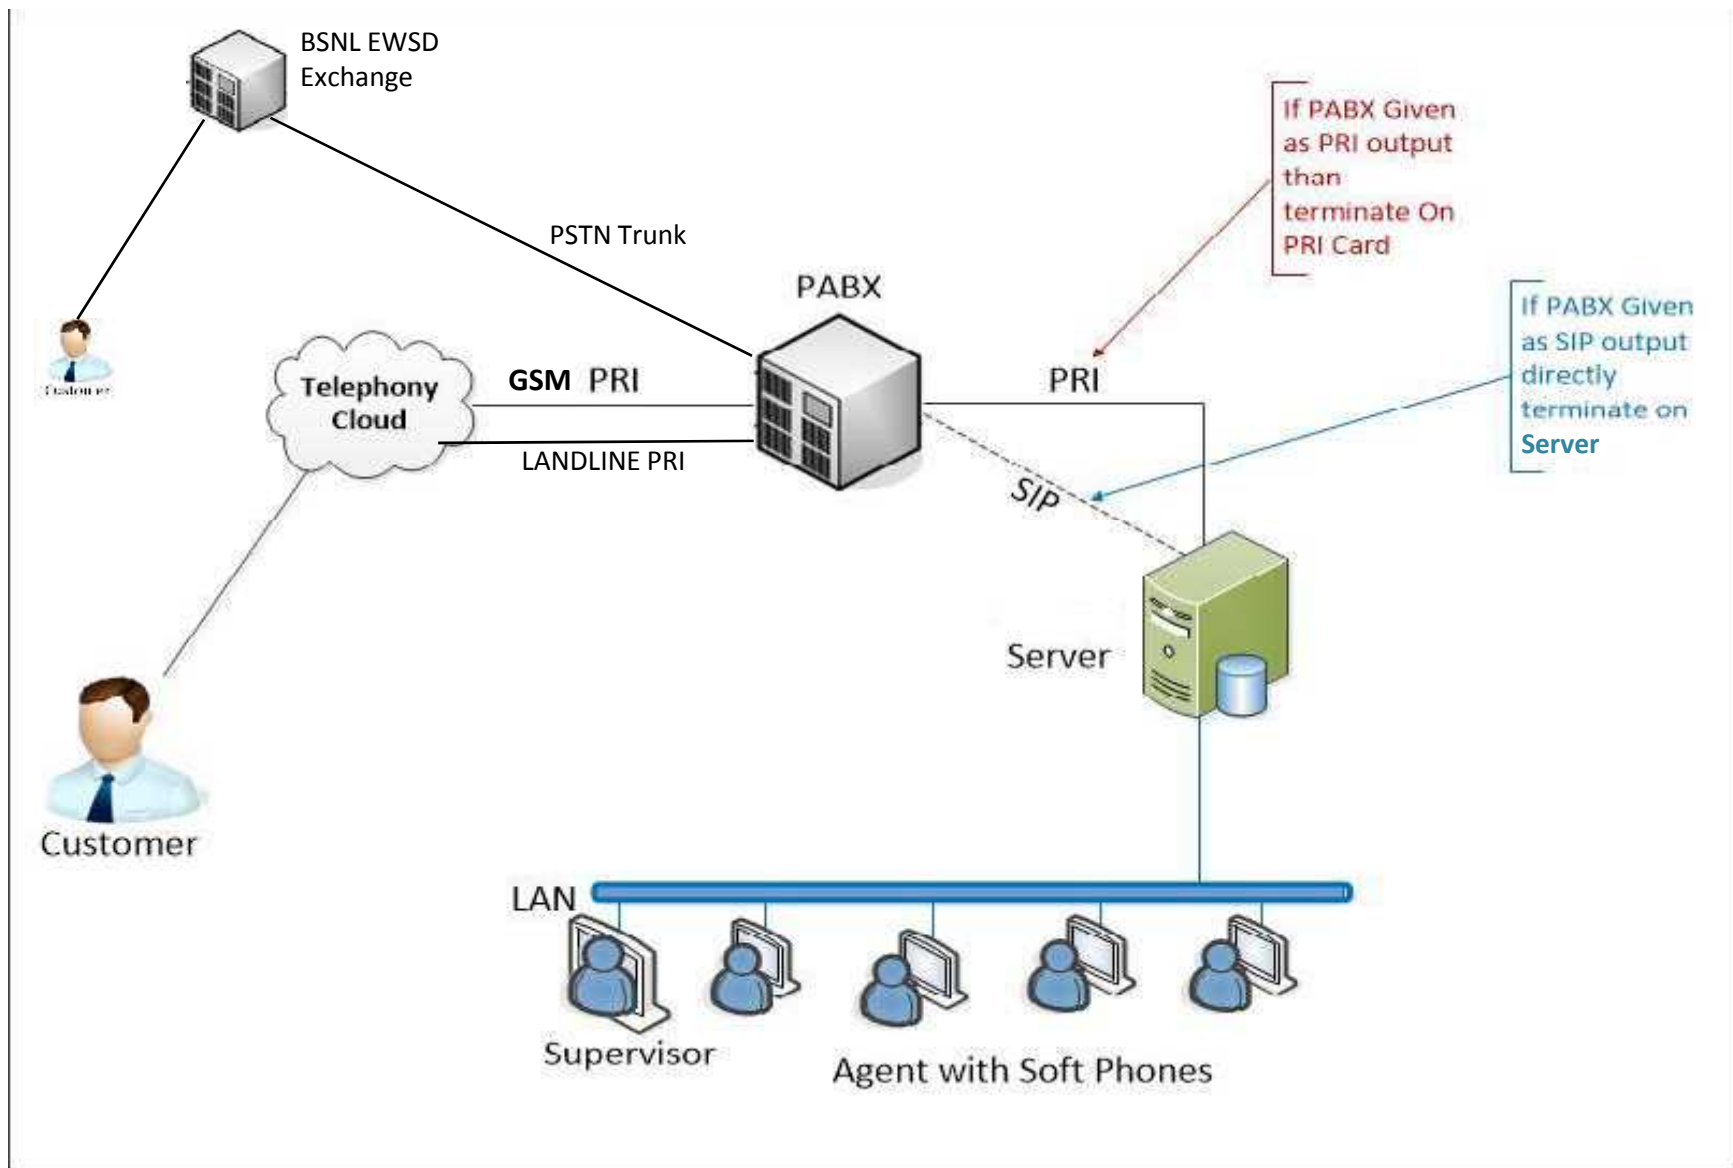 BSNL EWSD
Exchange
PSTN Trunk
If PABX Given
as PRI output
than
terminate On
PRI Card
PABX
If PABX Given
as SIP output
directly
terminate on
Server
Customer
Telephony
Cloud
GSM PRI
LANDLINE PRI
PRI
SIP
Server
Customer
LAN
Supervisor
Agent with Soft Phones